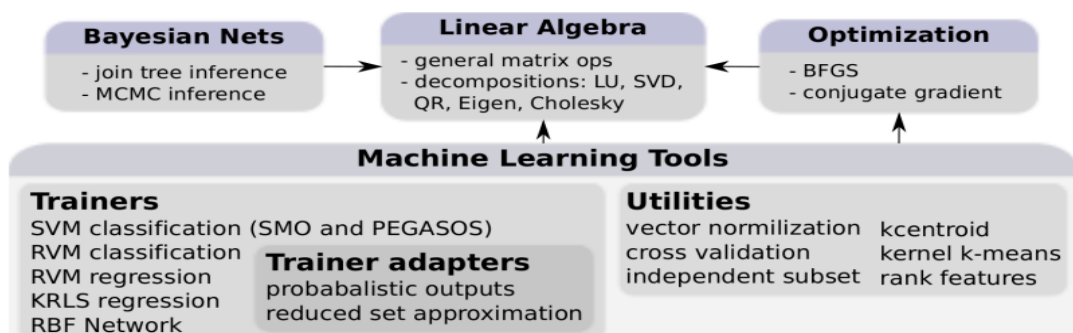 Bayesian Nets
- join tree inference
- MCMC inference
Linear Algebra
- general matrix ops
- decompositions: LU, SVD,
QR, Eigen, Cholesky
Optimization
- BFGS
- conjugate gradient
Machine Learning Tools
Trainers
SVM classification (SMO and PEGASOS)
RVM classification
RVM regression
KRLS regression
RBF Network
Trainer adapters
probabalistic outputs
reduced set approximation
Utilities
vector normilization
cross validation
independent subset
kcentroid
kernel k-means
rank features